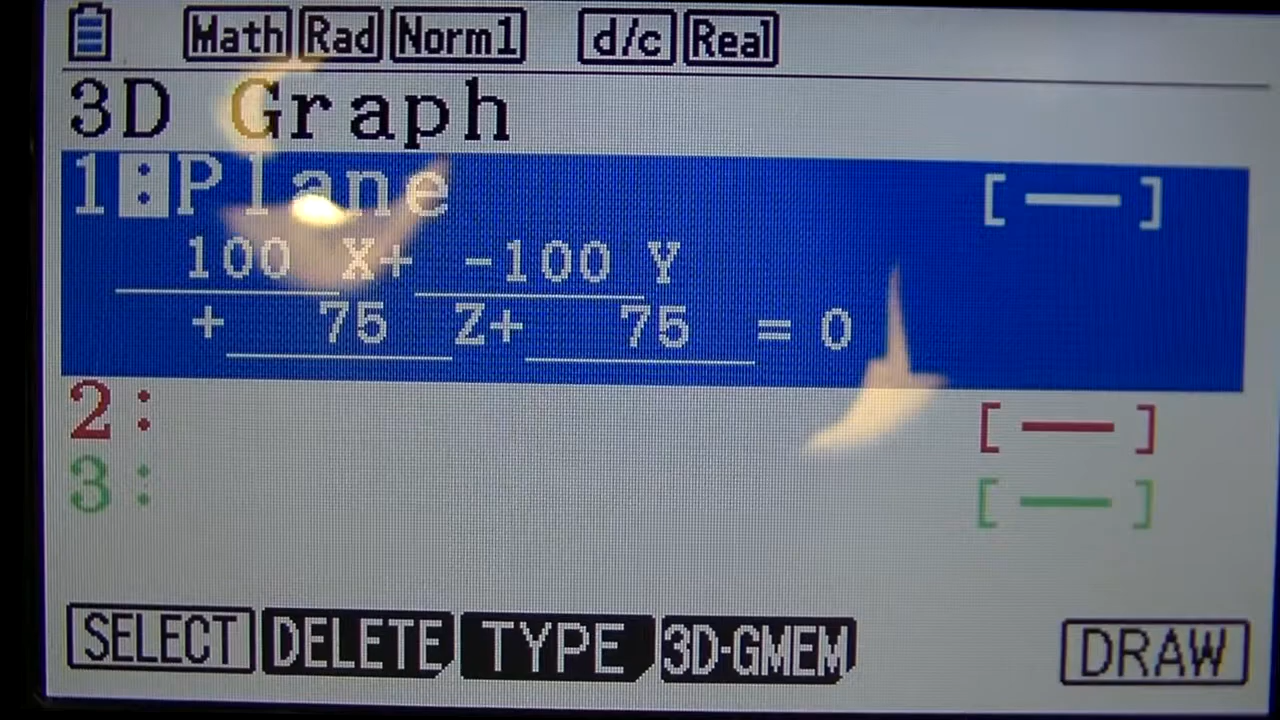 Math Rad Norm1 d/c Real
3D Graph
1:Plane [—]
100 X+ -100 Y
+ 75 Z+ 75 = 0
2: [—]
3: [—]
SELECT DELETE TYPE 3D-GMEM DRAW